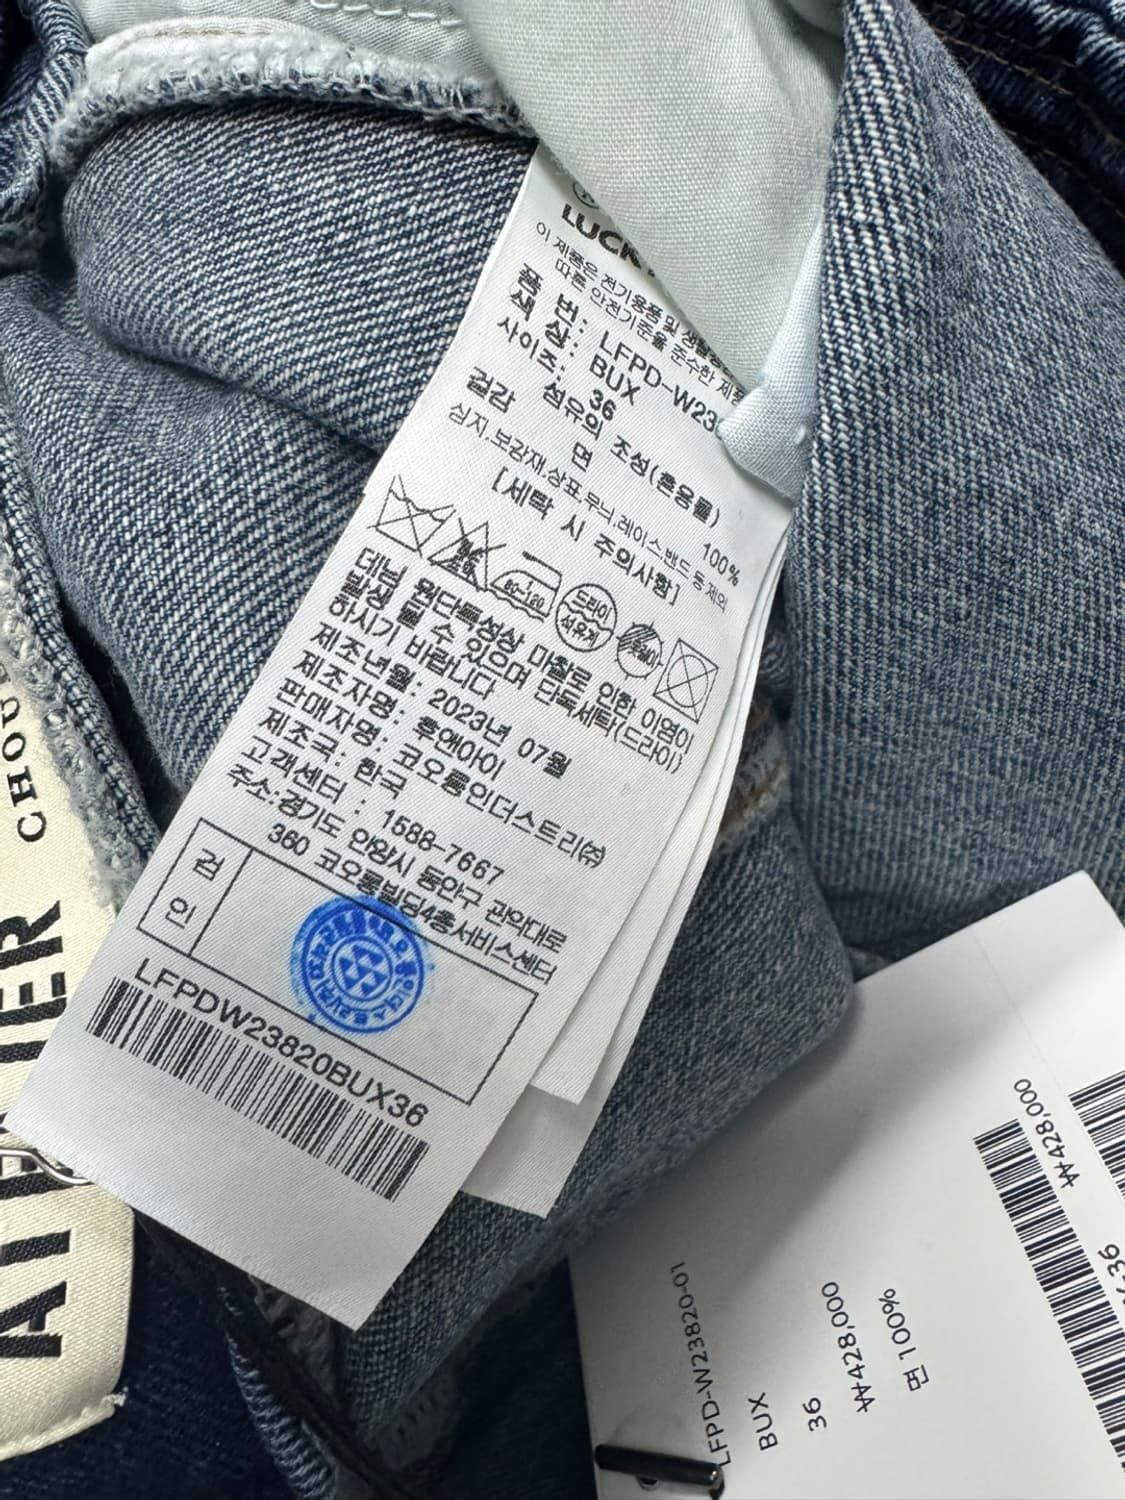 LUCKY
이 제품은 전기용품 및 생활
따른 안전기준을 준수한 제품
품 번: LFPD-W23
색 상: BUX
사이즈: 36
섬유의 조성(혼용률)
겉감 면 100%
심지.보강재.상표.무늬.레이스.밴드 등 제외
[세탁 시 주의사항]
80~120
드라이
석유계
데님 원단특성상 마찰로 인한 이염이
발생 될 수 있으며 단독세탁(드라이)
하시기 바랍니다
제조년월: 2023년 07월
제조자명: 후앤아이
판매자명: 코오롱인더스트리㈜
제조국: 한국
고객센터 : 1588-7667
주소:경기도 안양시 동안구 관악대로
360 코오롱빌딩4층서비스센터
검
인
LFPDW23820BUX36
ATELIER
CHOU
LFPD-W23820-01
BUX
36
₩428,000
면 100%
₩428,000
-36